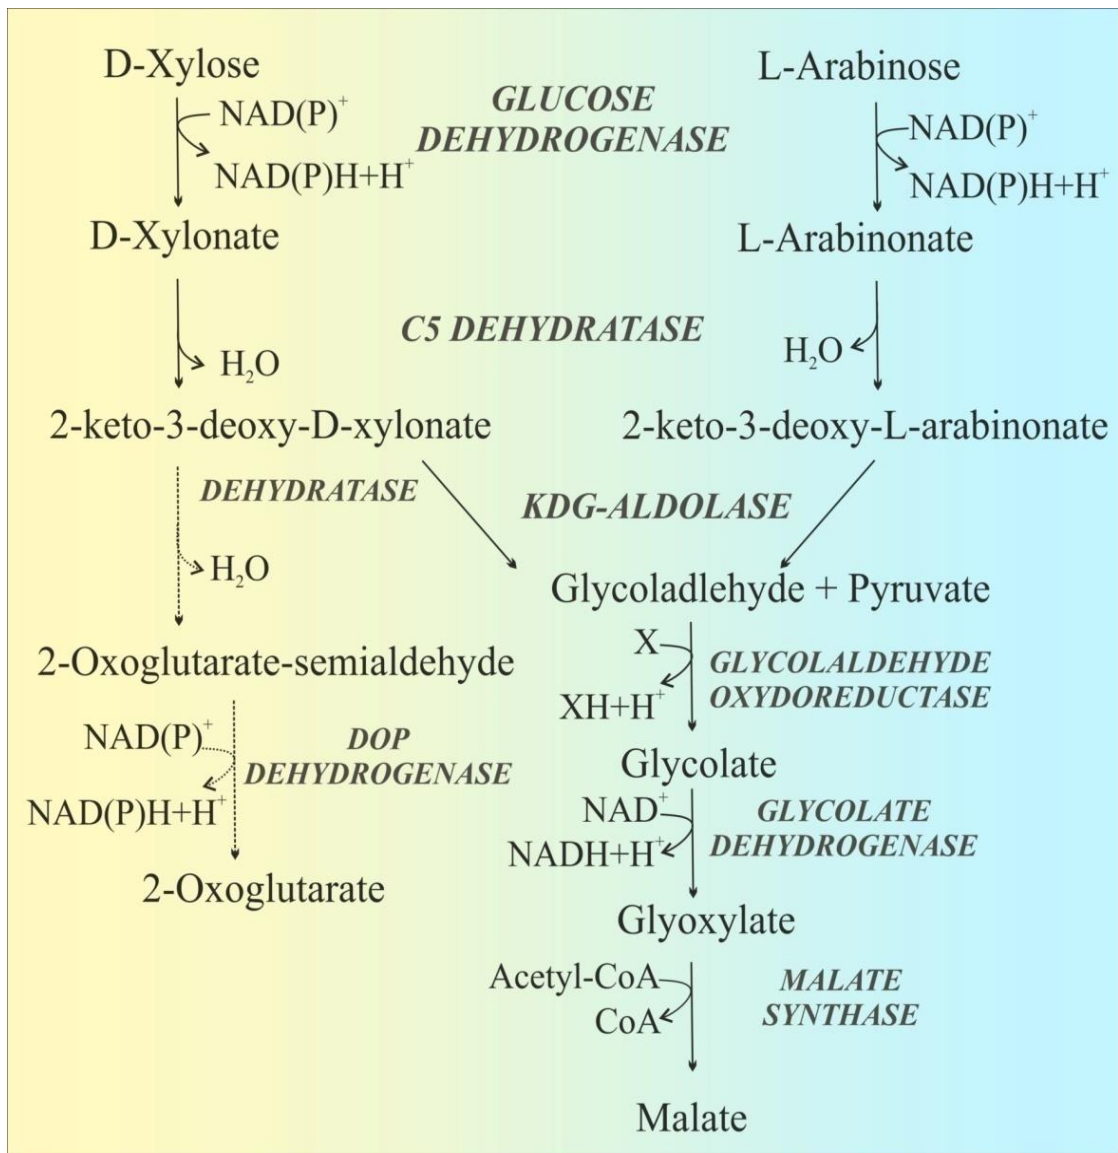 D-Xylose
L-Arabinose
NAD(P)⁺
GLUCOSE
DEHYDROGENASE
NAD(P)⁺
NAD(P)H+H⁺
NAD(P)H+H⁺
D-Xylonate
L-Arabinonate
C5 DEHYDRATASE
H₂O
H₂O
2-keto-3-deoxy-D-xylonate
2-keto-3-deoxy-L-arabinonate
DEHYDRATASE
KDG-ALDOLASE
H₂O
Glycoladlehyde + Pyruvate
X
GLYCOLALDEHYDE
OXYDOREDUCTASE
XH+H⁺
2-Oxoglutarate-semialdehyde
NAD(P)⁺
DOP
DEHYDROGENASE
NAD(P)H+H⁺
Glycolate
NAD⁺
GLYCOLATE
DEHYDROGENASE
NADH+H⁺
2-Oxoglutarate
Glyoxylate
Acetyl-CoA
MALATE
SYNTHASE
CoA
Malate